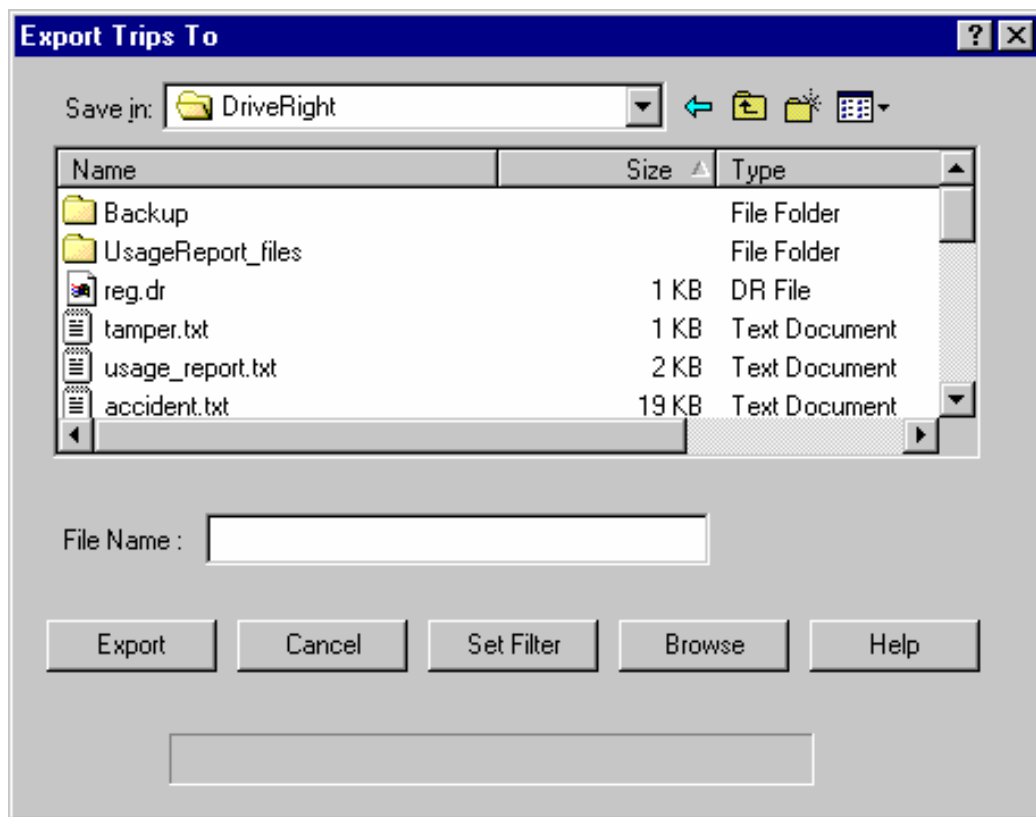 Export Trips To
Save in: DriveRight
Name Size Type
Backup File Folder
UsageReport_files File Folder
reg.dr 1 KB DR File
tamper.txt 1 KB Text Document
usage_report.txt 2 KB Text Document
accident.txt 19 KB Text Document
File Name :
Export Cancel Set Filter Browse Help